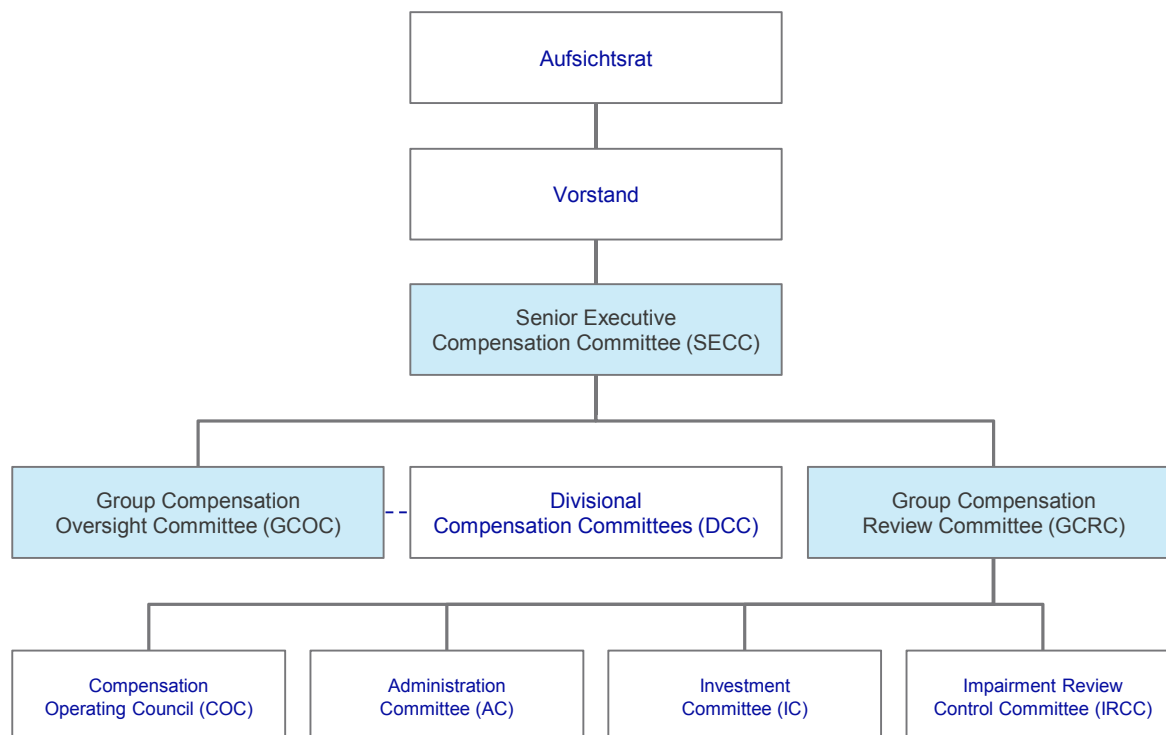 Aufsichtsrat
Vorstand
Senior Executive
Compensation Committee (SECC)
Group Compensation
Oversight Committee (GCOC)
Divisional
Compensation Committees (DCC)
Group Compensation
Review Committee (GCRC)
Compensation
Operating Council (COC)
Administration
Committee (AC)
Investment
Committee (IC)
Impairment Review
Control Committee (IRCC)